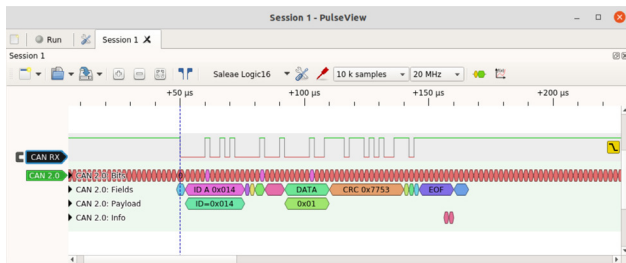 Session 1 - PulseView
Run
Session 1 X
Session 1
Saleae Logic16
10 k samples
20 MHz
+50 µs
+100 µs
+150 µs
+200 µs
CAN RX
CAN 2.0
CAN 2.0: Bits
CAN 2.0: Fields
ID A 0x014
DATA
CRC 0x7753
EOF
CAN 2.0: Payload
ID=0x014
0x01
CAN 2.0: Info